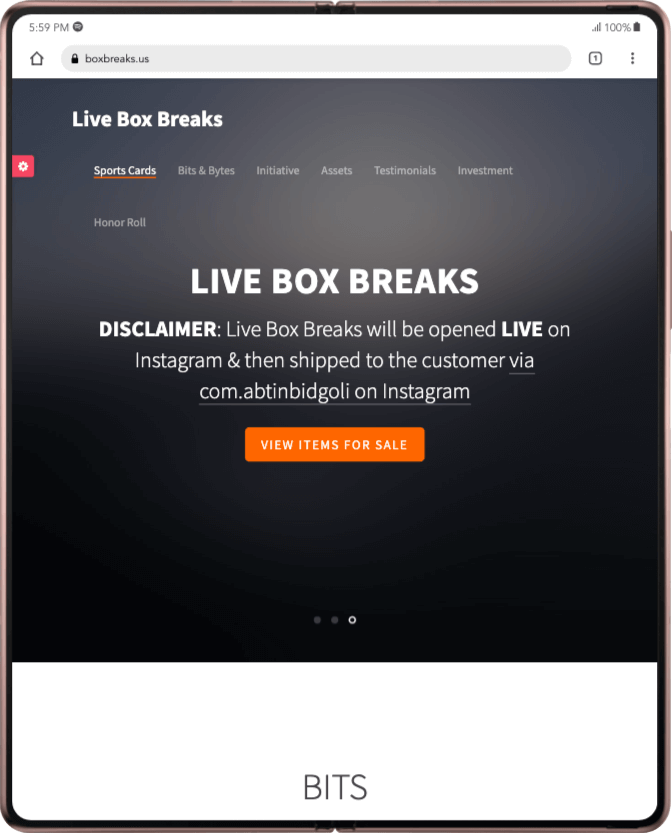 5:59 PM
100%
boxbreaks.us
1
Live Box Breaks
Sports Cards Bits & Bytes Initiative Assets Testimonials Investment
Honor Roll
LIVE BOX BREAKS
DISCLAIMER: Live Box Breaks will be opened LIVE on
Instagram & then shipped to the customer via
com.abtinbidgoli on Instagram
VIEW ITEMS FOR SALE
BITS